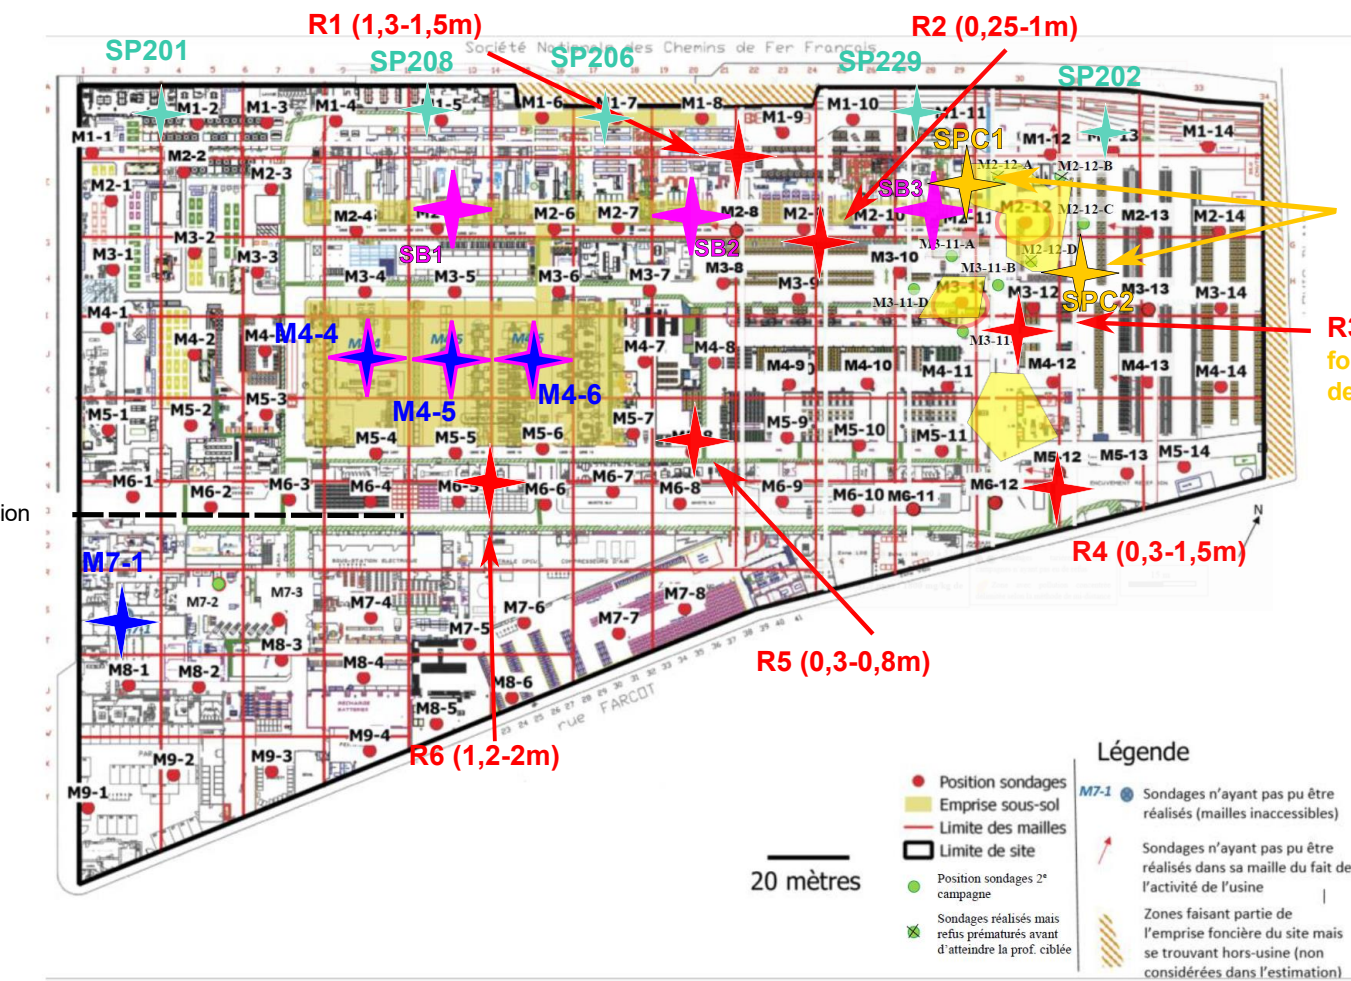 R1 (1,3-1,5m)
R2 (0,25-1m)
Société Nationale des Chemins de Fer Français
SP201
SP208
SP206
SP229
SP202
M1-1
M1-2
M1-3
M1-4
1-5
M1-6
M1-7
M1-8
M1-9
M1-10
M1-11
M1-12
13
M1-14
SPC1
M2-12-A
M2-12-B
M2-1
M2-2
M2-3
M2-4
M2-6
M2-7
M2-8
M2-10
M2-12
M2-12-C
M2-13
M2-14
SB1
SB2
SB3
M3-11-A
M2-12-D
M3-1
M3-2
M3-3
M3-4
M3-5
M3-6
M3-7
M3-8
M3-9
M3-10
M3-11-B
M3-11
M3-11-D
M3-12
SPC2
M3-13
M3-14
M3-11-
R3
fo
de
M4-1
M4-2
M4-4
M4-5
M4-6
M4-7
M4-8
M4-9
M4-10
M4-11
M4-12
M4-13
M4-14
M5-1
M5-2
M5-3
M5-4
M5-5
M5-6
M5-7
M5-9
M5-10
M5-11
M5-12
M5-13
M5-14
M6-1
M6-2
M6-3
M6-4
M6-5
M6-6
M6-7
M6-8
M6-9
M6-10
M6-11
M6-12
ion
N
R4 (0,3-1,5m)
M7-1
M7-2
M7-3
M7-4
M7-5
M7-6
M7-7
M7-8
R5 (0,3-0,8m)
M8-1
M8-2
M8-3
M8-4
M8-5
M8-6
rue FARCOT
RECHARGE
BATTERIES
R6 (1,2-2m)
M9-1
M9-2
M9-3
M9-4
20 mètres
Légende
Position sondages
Emprise sous-sol
Limite des mailles
Limite de site
Position sondages 2e
campagne
Sondages réalisés mais
refus prématurés avant
d'atteindre la prof. ciblée
M7-1
Sondages n'ayant pas pu être
réalisés (mailles inaccessibles)
Sondages n'ayant pas pu être
réalisés dans sa maille du fait de
l'activité de l'usine
Zones faisant partie de
l'emprise foncière du site mais
se trouvant hors-usine (non
considérées dans l'estimation)